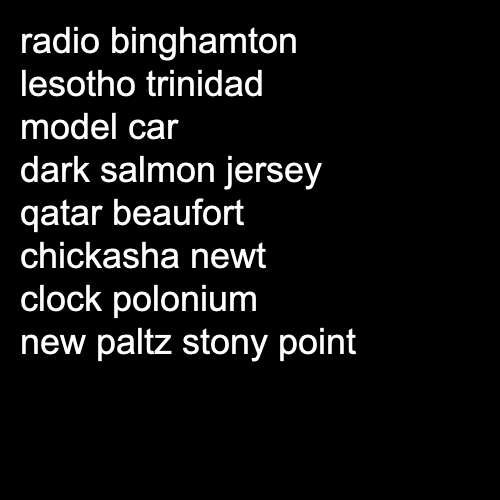 radio binghamton
lesotho trinidad
model car
dark salmon jersey
qatar beaufort
chickasha newt
clock polonium
new paltz stony point